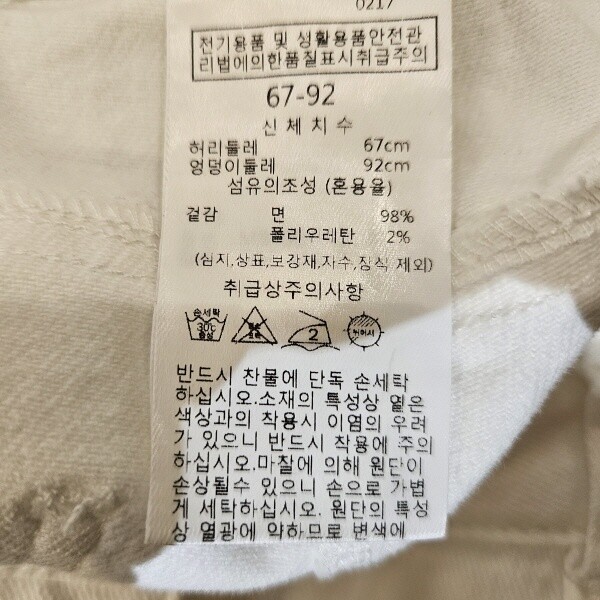 0217
전기용품 및 생활용품안전관
리법에의한품질표시취급주의
67-92
신체치수
허리둘레 67cm
엉덩이둘레 92cm
섬유의조성 (혼용율)
겉감 면 98%
폴리우레탄 2%
(심지,상표,보강재,자수,장식 제외)
취급상주의사항
손세탁
30℃
중성
2
뉘어서
반드시 찬물에 단독 손세탁
하십시오.소재의 특성상 옅은
색상과의 착용시 이염의 우려
가 있으니 반드시 착용에 주의
하십시오.마찰에 의해 원단이
손상될수 있으니 손으로 가볍
게 세탁하십시오. 원단의 특성
상 열광에 약하므로 변색에